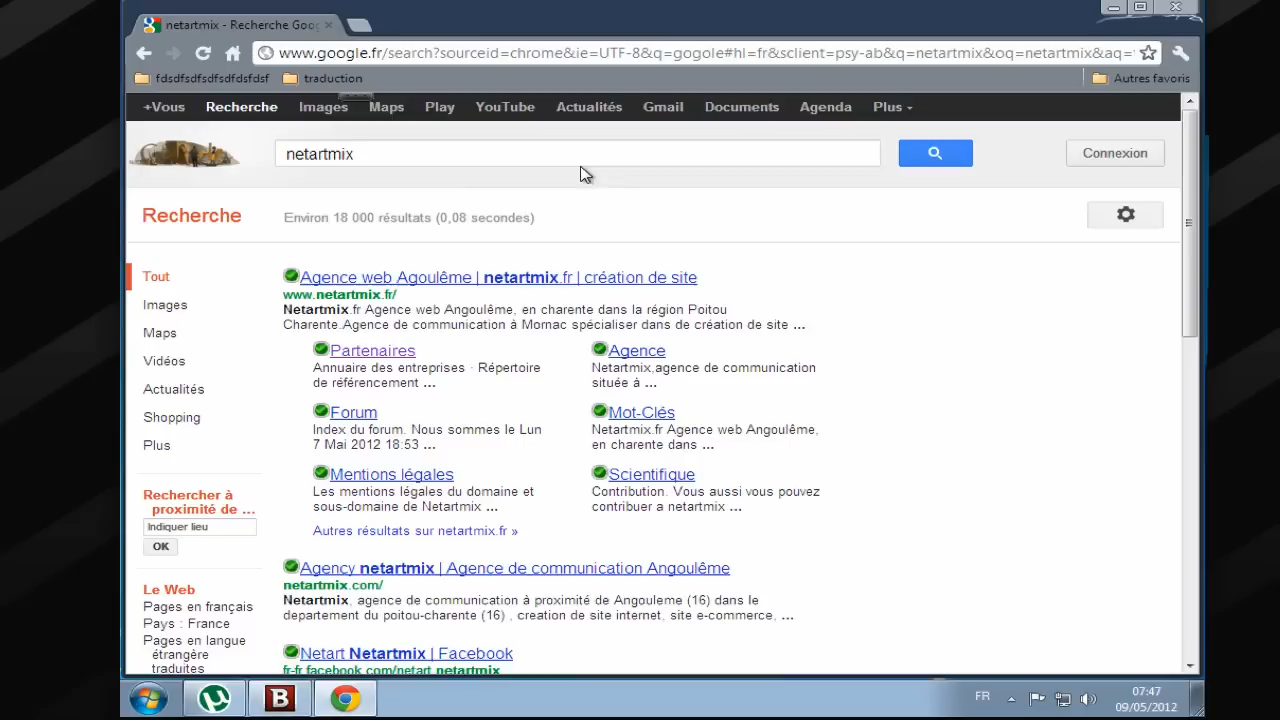 netartmix - Recherche Goog
www.google.fr/search?sourceid=chrome&ie=UTF-8&q=gogole#hl=fr&sclient=psy-ab&q=netartmix&oq=netartmix&aq=
fdsdfsdfsdfsdfdsfdsf traduction Autres favoris
+Vous Recherche Images Maps Play YouTube Actualités Gmail Documents Agenda Plus
netartmix
Connexion
Recherche
Environ 18 000 résultats (0,08 secondes)
Tout
Images
Maps
Vidéos
Actualités
Shopping
Plus
Rechercher à
proximité de ...
Indiquer lieu
OK
Le Web
Pages en français
Pays : France
Pages en langue
étrangère
traduites
Agence web Agoulême | netartmix.fr | création de site
www.netartmix.fr/
Netartmix.fr Agence web Angoulême, en charente dans la région Poitou
Charente.Agence de communication à Mornac spécialiser dans de création de site ...
Partenaires
Annuaire des entreprises · Répertoire
de référencement ...
Agence
Netartmix,agence de communication
située à ...
Forum
Index du forum. Nous sommes le Lun
7 Mai 2012 18:53 ...
Mot-Clés
Netartmix.fr Agence web Angoulême,
en charente dans ...
Mentions légales
Les mentions légales du domaine et
sous-domaine de Netartmix ...
Scientifique
Contribution. Vous aussi vous pouvez
contribuer a netartmix ...
Autres résultats sur netartmix.fr »
Agency netartmix | Agence de communication Angoulême
netartmix.com/
Netartmix, agence de communication à proximité de Angouleme (16) dans le
departement du poitou-charente (16) , creation de site internet, site e-commerce, ...
Netart Netartmix | Facebook
fr-fr.facebook.com/netart.netartmix
B
FR
07:47
09/05/2012